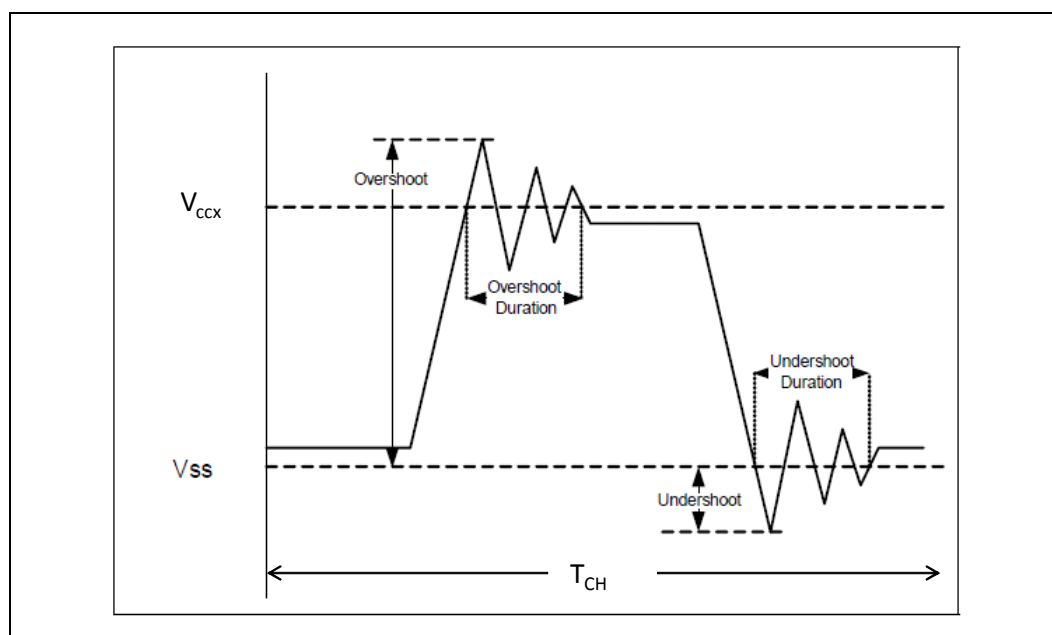 Overshoot
Vccx
Overshoot
Duration
Undershoot
Duration
Vss
Undershoot
TCH